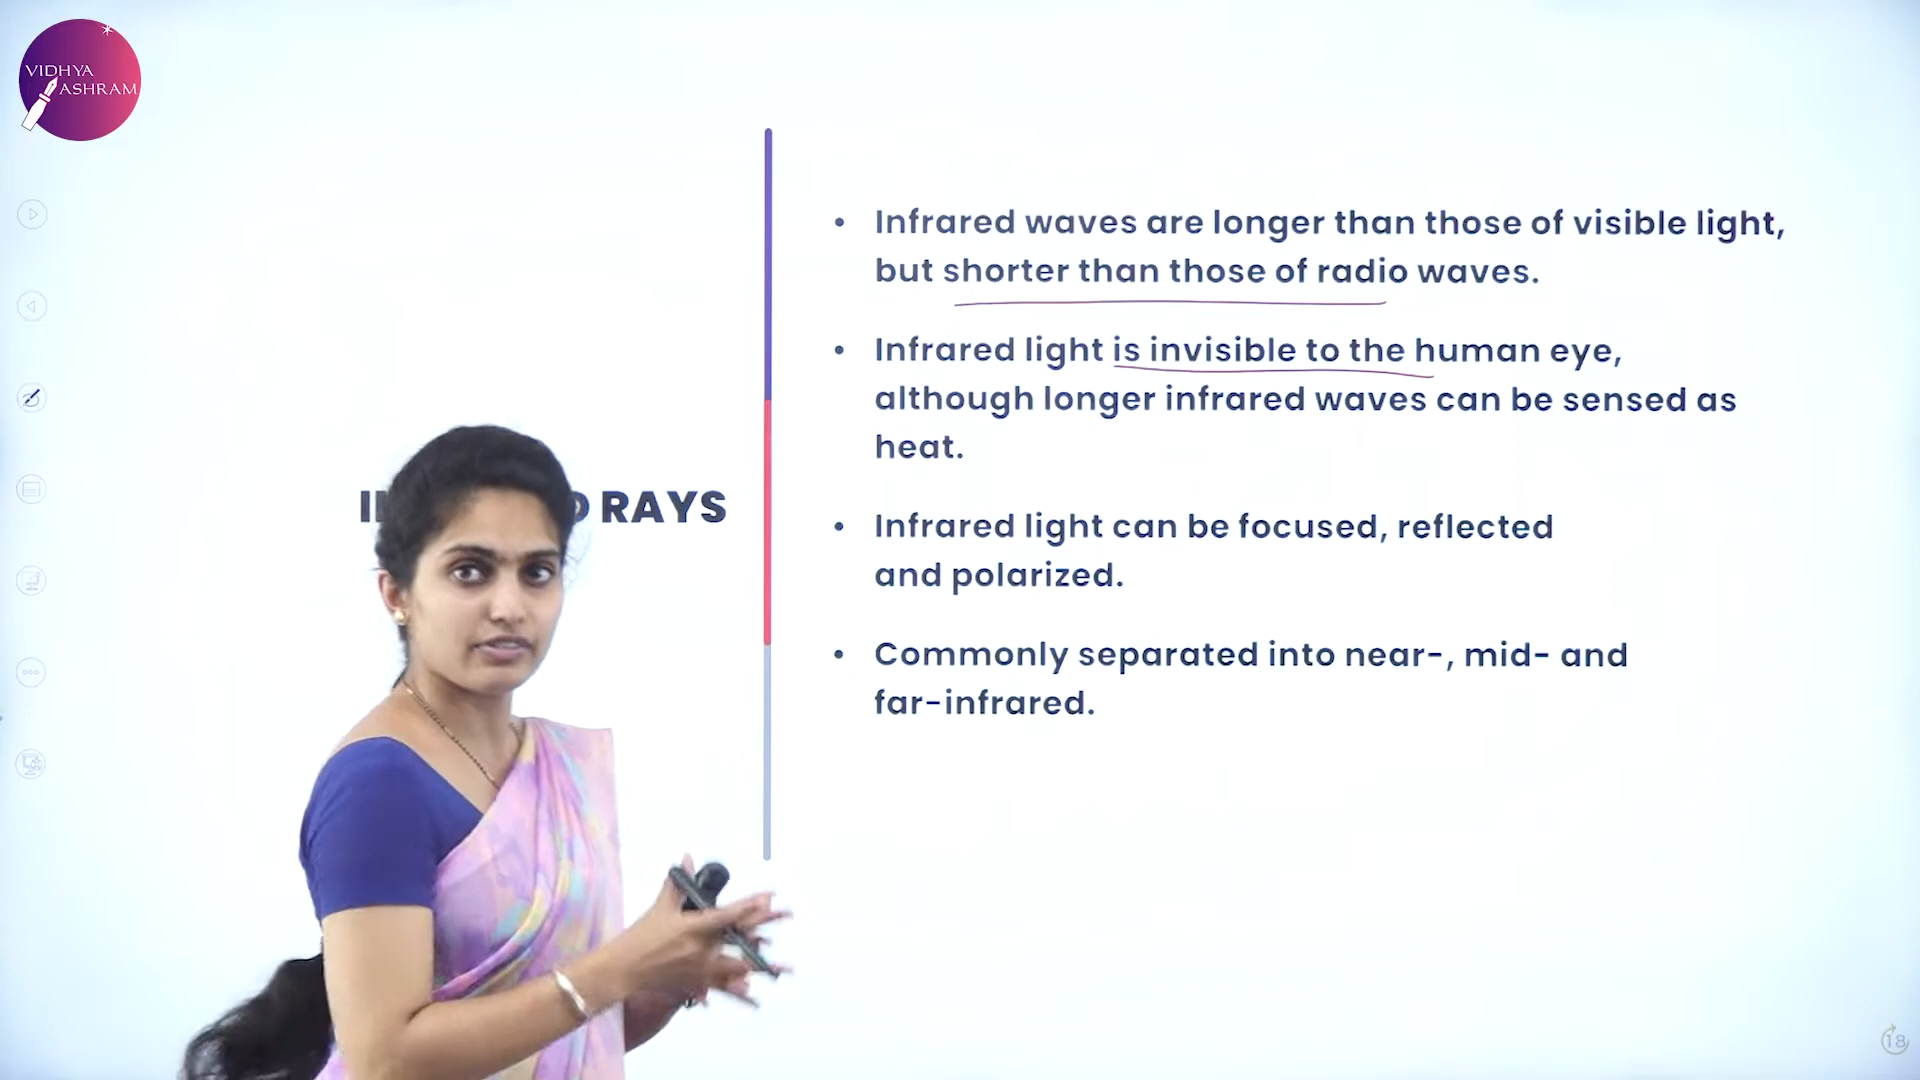 VIDHYA
ASHRAM
RAYS
• Infrared waves are longer than those of visible light,
but shorter than those of radio waves.
• Infrared light is invisible to the human eye,
although longer infrared waves can be sensed as
heat.
• Infrared light can be focused, reflected
and polarized.
• Commonly separated into near-, mid- and
far-infrared.
18